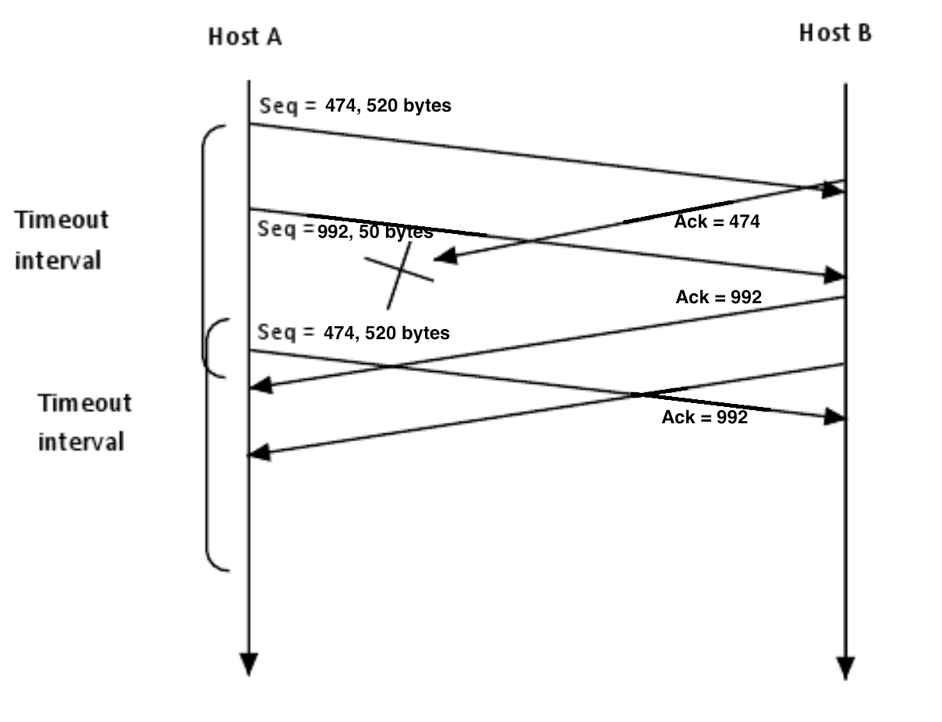 Host A
Host B
Seq = 474, 520 bytes
Timeout
interval
Seq =992, 50 bytes
Ack = 474
Ack = 992
Seq = 474, 520 bytes
Timeout
interval
Ack = 992